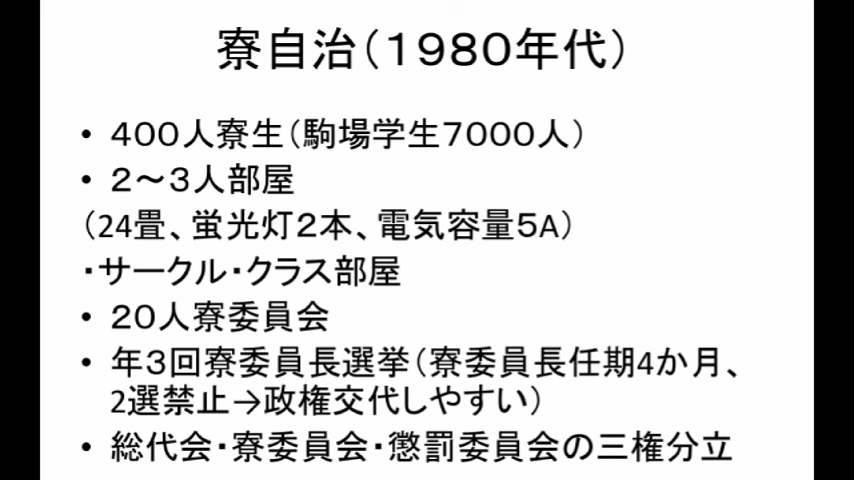 寮自治（１９８０年代）
• ４００人寮生（駒場学生７０００人）
• ２～３人部屋
（24畳、蛍光灯２本、電気容量５A）
・サークル・クラス部屋
• ２０人寮委員会
• 年３回寮委員長選挙（寮委員長任期4か月、
2選禁止→政権交代しやすい）
• 総代会・寮委員会・懲罰委員会の三権分立